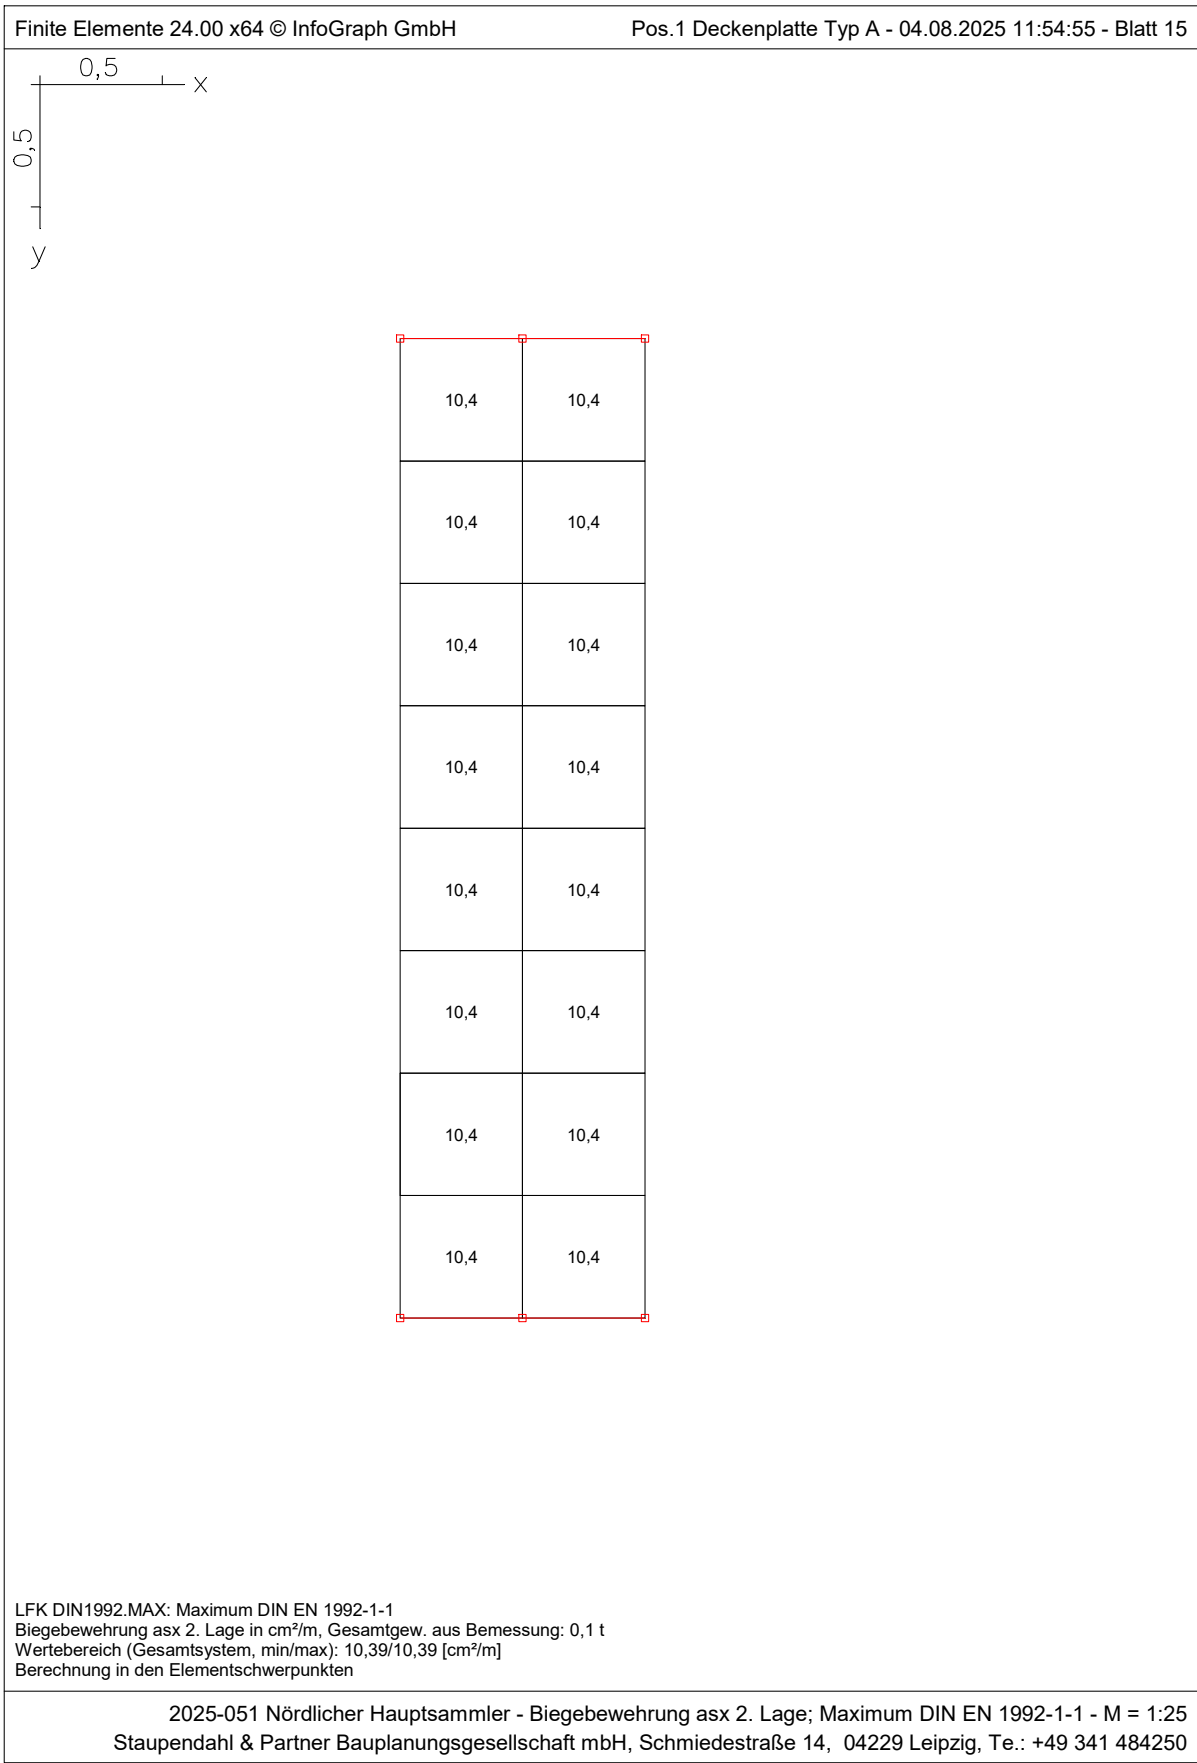 Finite Elemente 24.00 x64 © InfoGraph GmbH
Pos.1 Deckenplatte Typ A - 04.08.2025 11:54:55 - Blatt 15
0,5
x
0,5
y
10,4 10,4
10,4 10,4
10,4 10,4
10,4 10,4
10,4 10,4
10,4 10,4
10,4 10,4
10,4 10,4
LFK DIN1992.MAX: Maximum DIN EN 1992-1-1
Biegebewehrung asx 2. Lage in cm²/m, Gesamtgew. aus Bemessung: 0,1 t
Wertebereich (Gesamtsystem, min/max): 10,39/10,39 [cm²/m]
Berechnung in den Elementschwerpunkten
2025-051 Nördlicher Hauptsammler - Biegebewehrung asx 2. Lage; Maximum DIN EN 1992-1-1 - M = 1:25
Staupendahl & Partner Bauplanungsgesellschaft mbH, Schmiedestraße 14, 04229 Leipzig, Te.: +49 341 484250